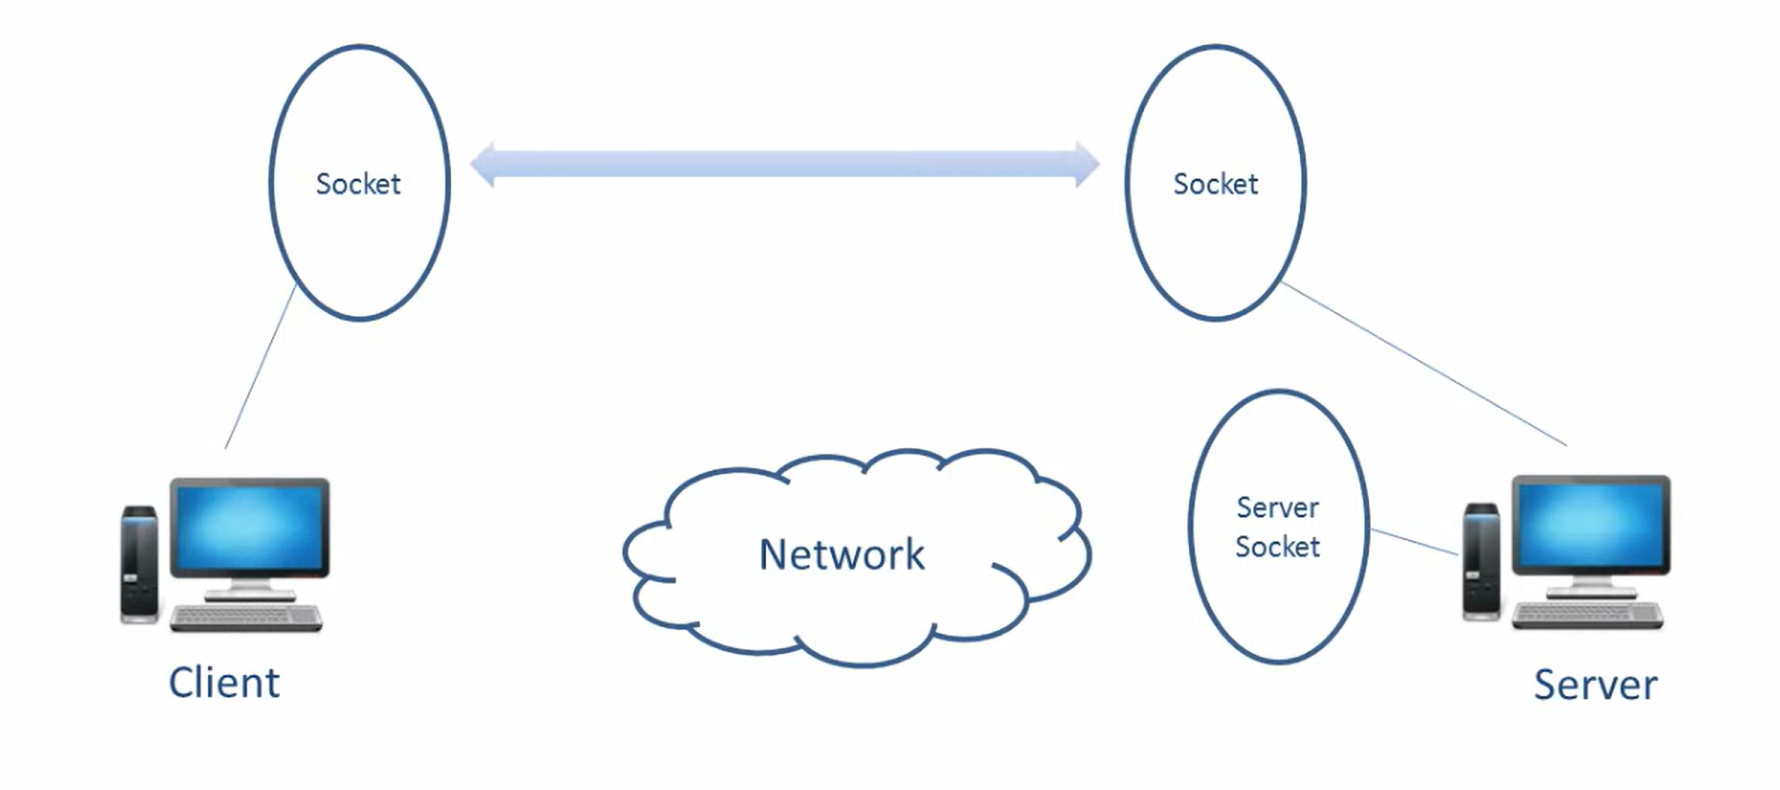 Socket
Socket
Server
Socket
Network
Client
Server